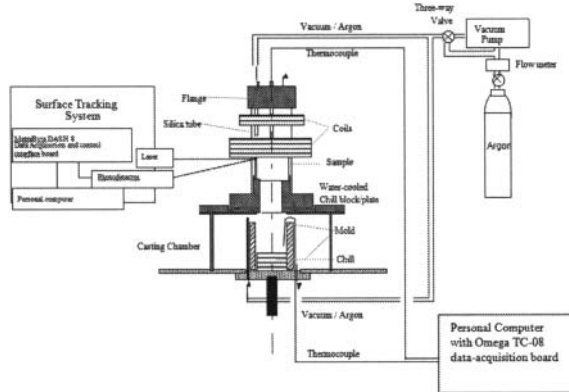 Three-way
Valve
Vacuum / Argon
Vacuum
Pump
Thermocouple
Flow meter
Flange
Surface Tracking
System
Silica tube
Coils
Argon
Data Acquisition and control
interface board
Laser
Sample
Photodetector
Water-cooled
Chill block/plate
Personal computer
Mold
Casting Chamber
Chill
Vacuum / Argon
Personal Computer
with Omega TC-08
data-acquisition board
Thermocouple